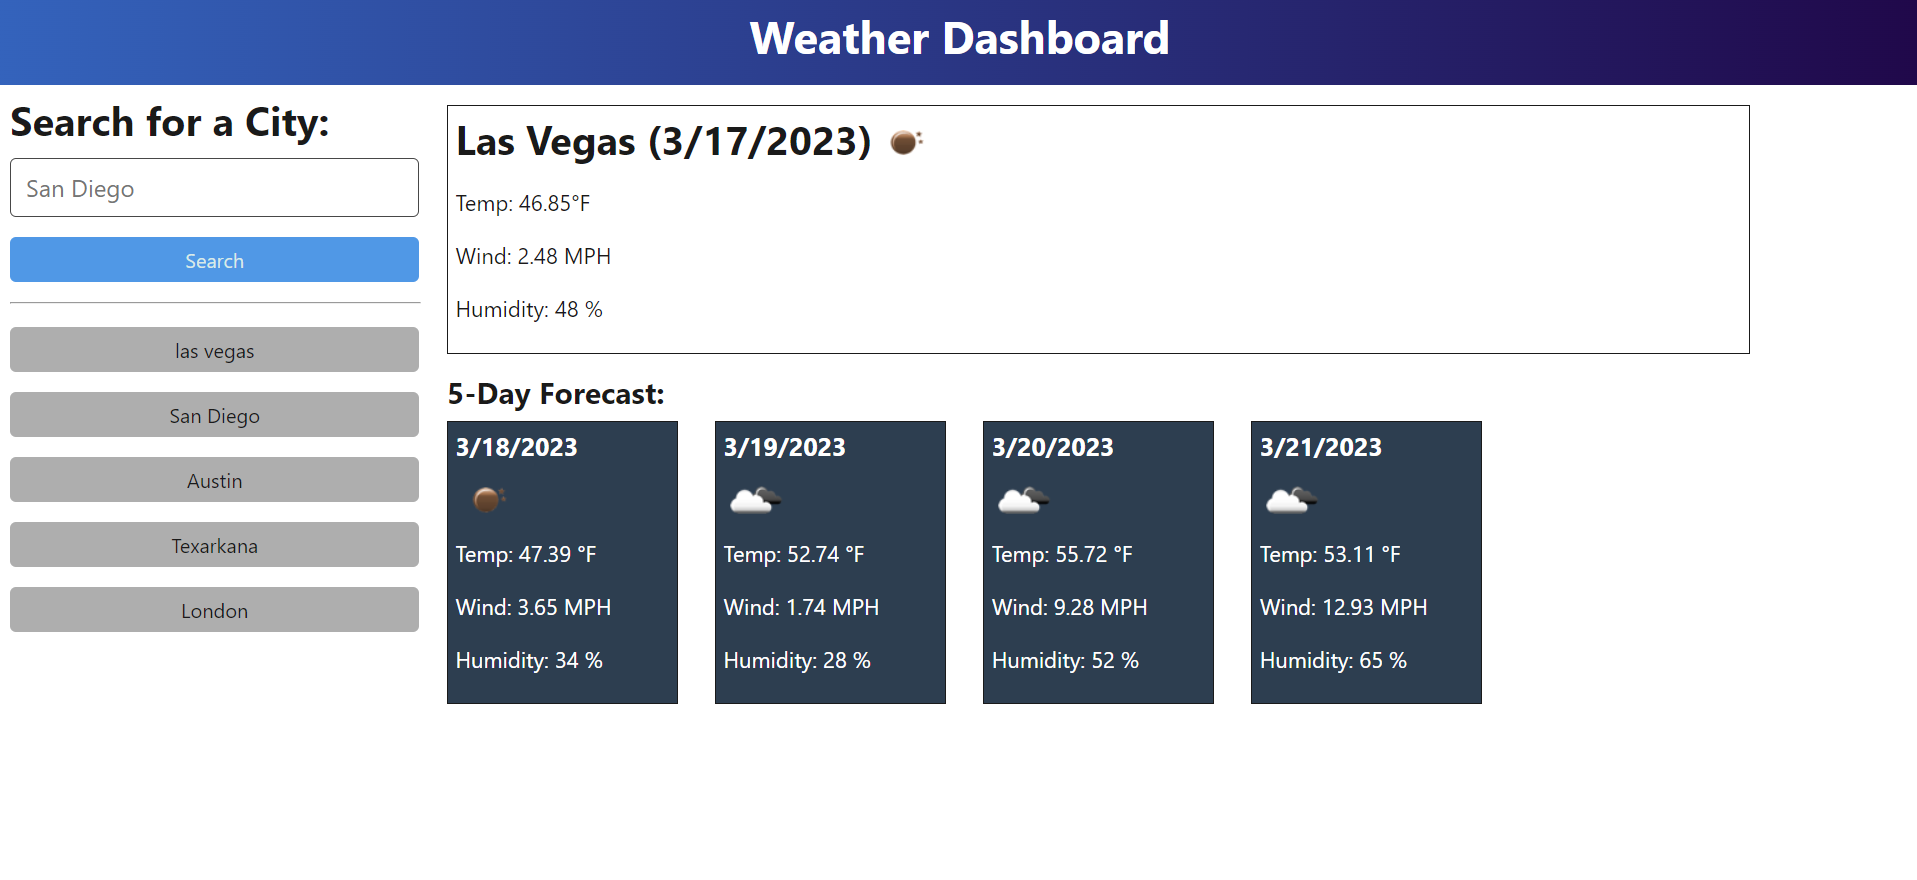 Weather Dashboard
Search for a City:
San Diego
Search
las vegas
San Diego
Austin
Texarkana
London
Las Vegas (3/17/2023)
Temp: 46.85°F
Wind: 2.48 MPH
Humidity: 48 %
5-Day Forecast:
3/18/2023
Temp: 47.39 °F
Wind: 3.65 MPH
Humidity: 34 %
3/19/2023
Temp: 52.74 °F
Wind: 1.74 MPH
Humidity: 28 %
3/20/2023
Temp: 55.72 °F
Wind: 9.28 MPH
Humidity: 52 %
3/21/2023
Temp: 53.11 °F
Wind: 12.93 MPH
Humidity: 65 %